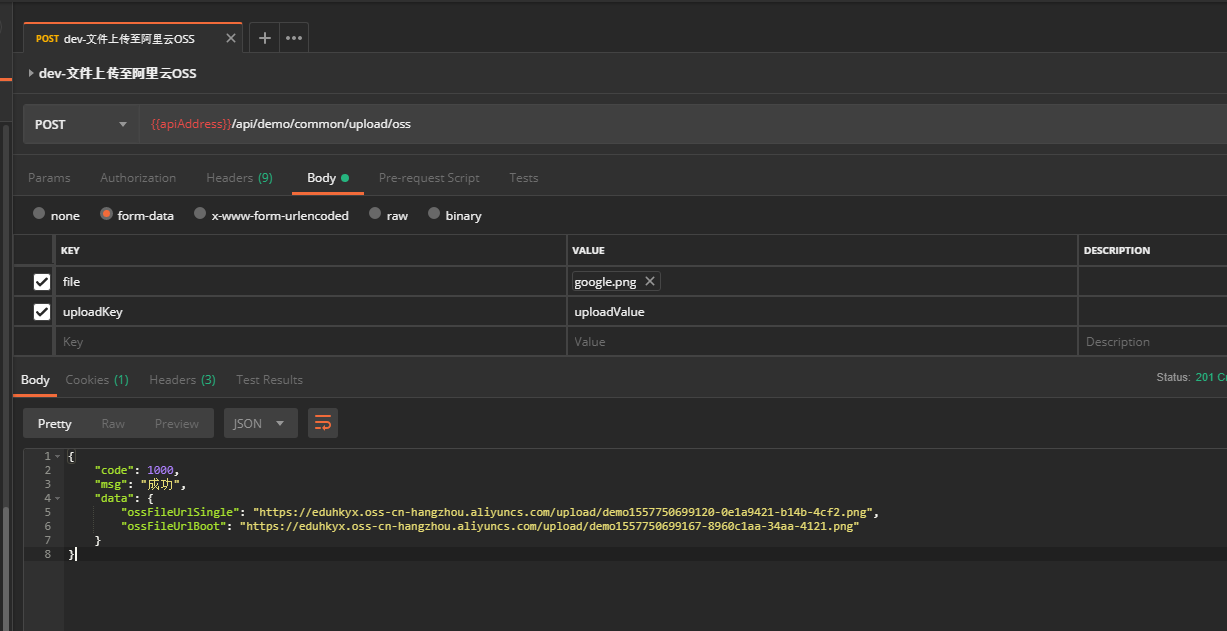 POST dev-文件上传至阿里云OSS
dev-文件上传至阿里云OSS
POST {{apiAddress}}/api/demo/common/upload/oss
Params Authorization Headers (9) Body Pre-request Script Tests
none form-data x-www-form-urlencoded raw binary
KEY VALUE DESCRIPTION
file google.png
uploadKey uploadValue
Key Value Description
Body Cookies (1) Headers (3) Test Results Status: 201
Pretty Raw Preview JSON
1 {
2 "code": 1000,
3 "msg": "成功",
4 "data": {
5 "ossFileUrlSingle": "https://eduhkyx.oss-cn-hangzhou.aliyuncs.com/upload/demo1557750699120-0e1a9421-b14b-4cf2.png",
6 "ossFileUrlBoot": "https://eduhkyx.oss-cn-hangzhou.aliyuncs.com/upload/demo1557750699167-8960c1aa-34aa-4121.png"
7 }
8 }